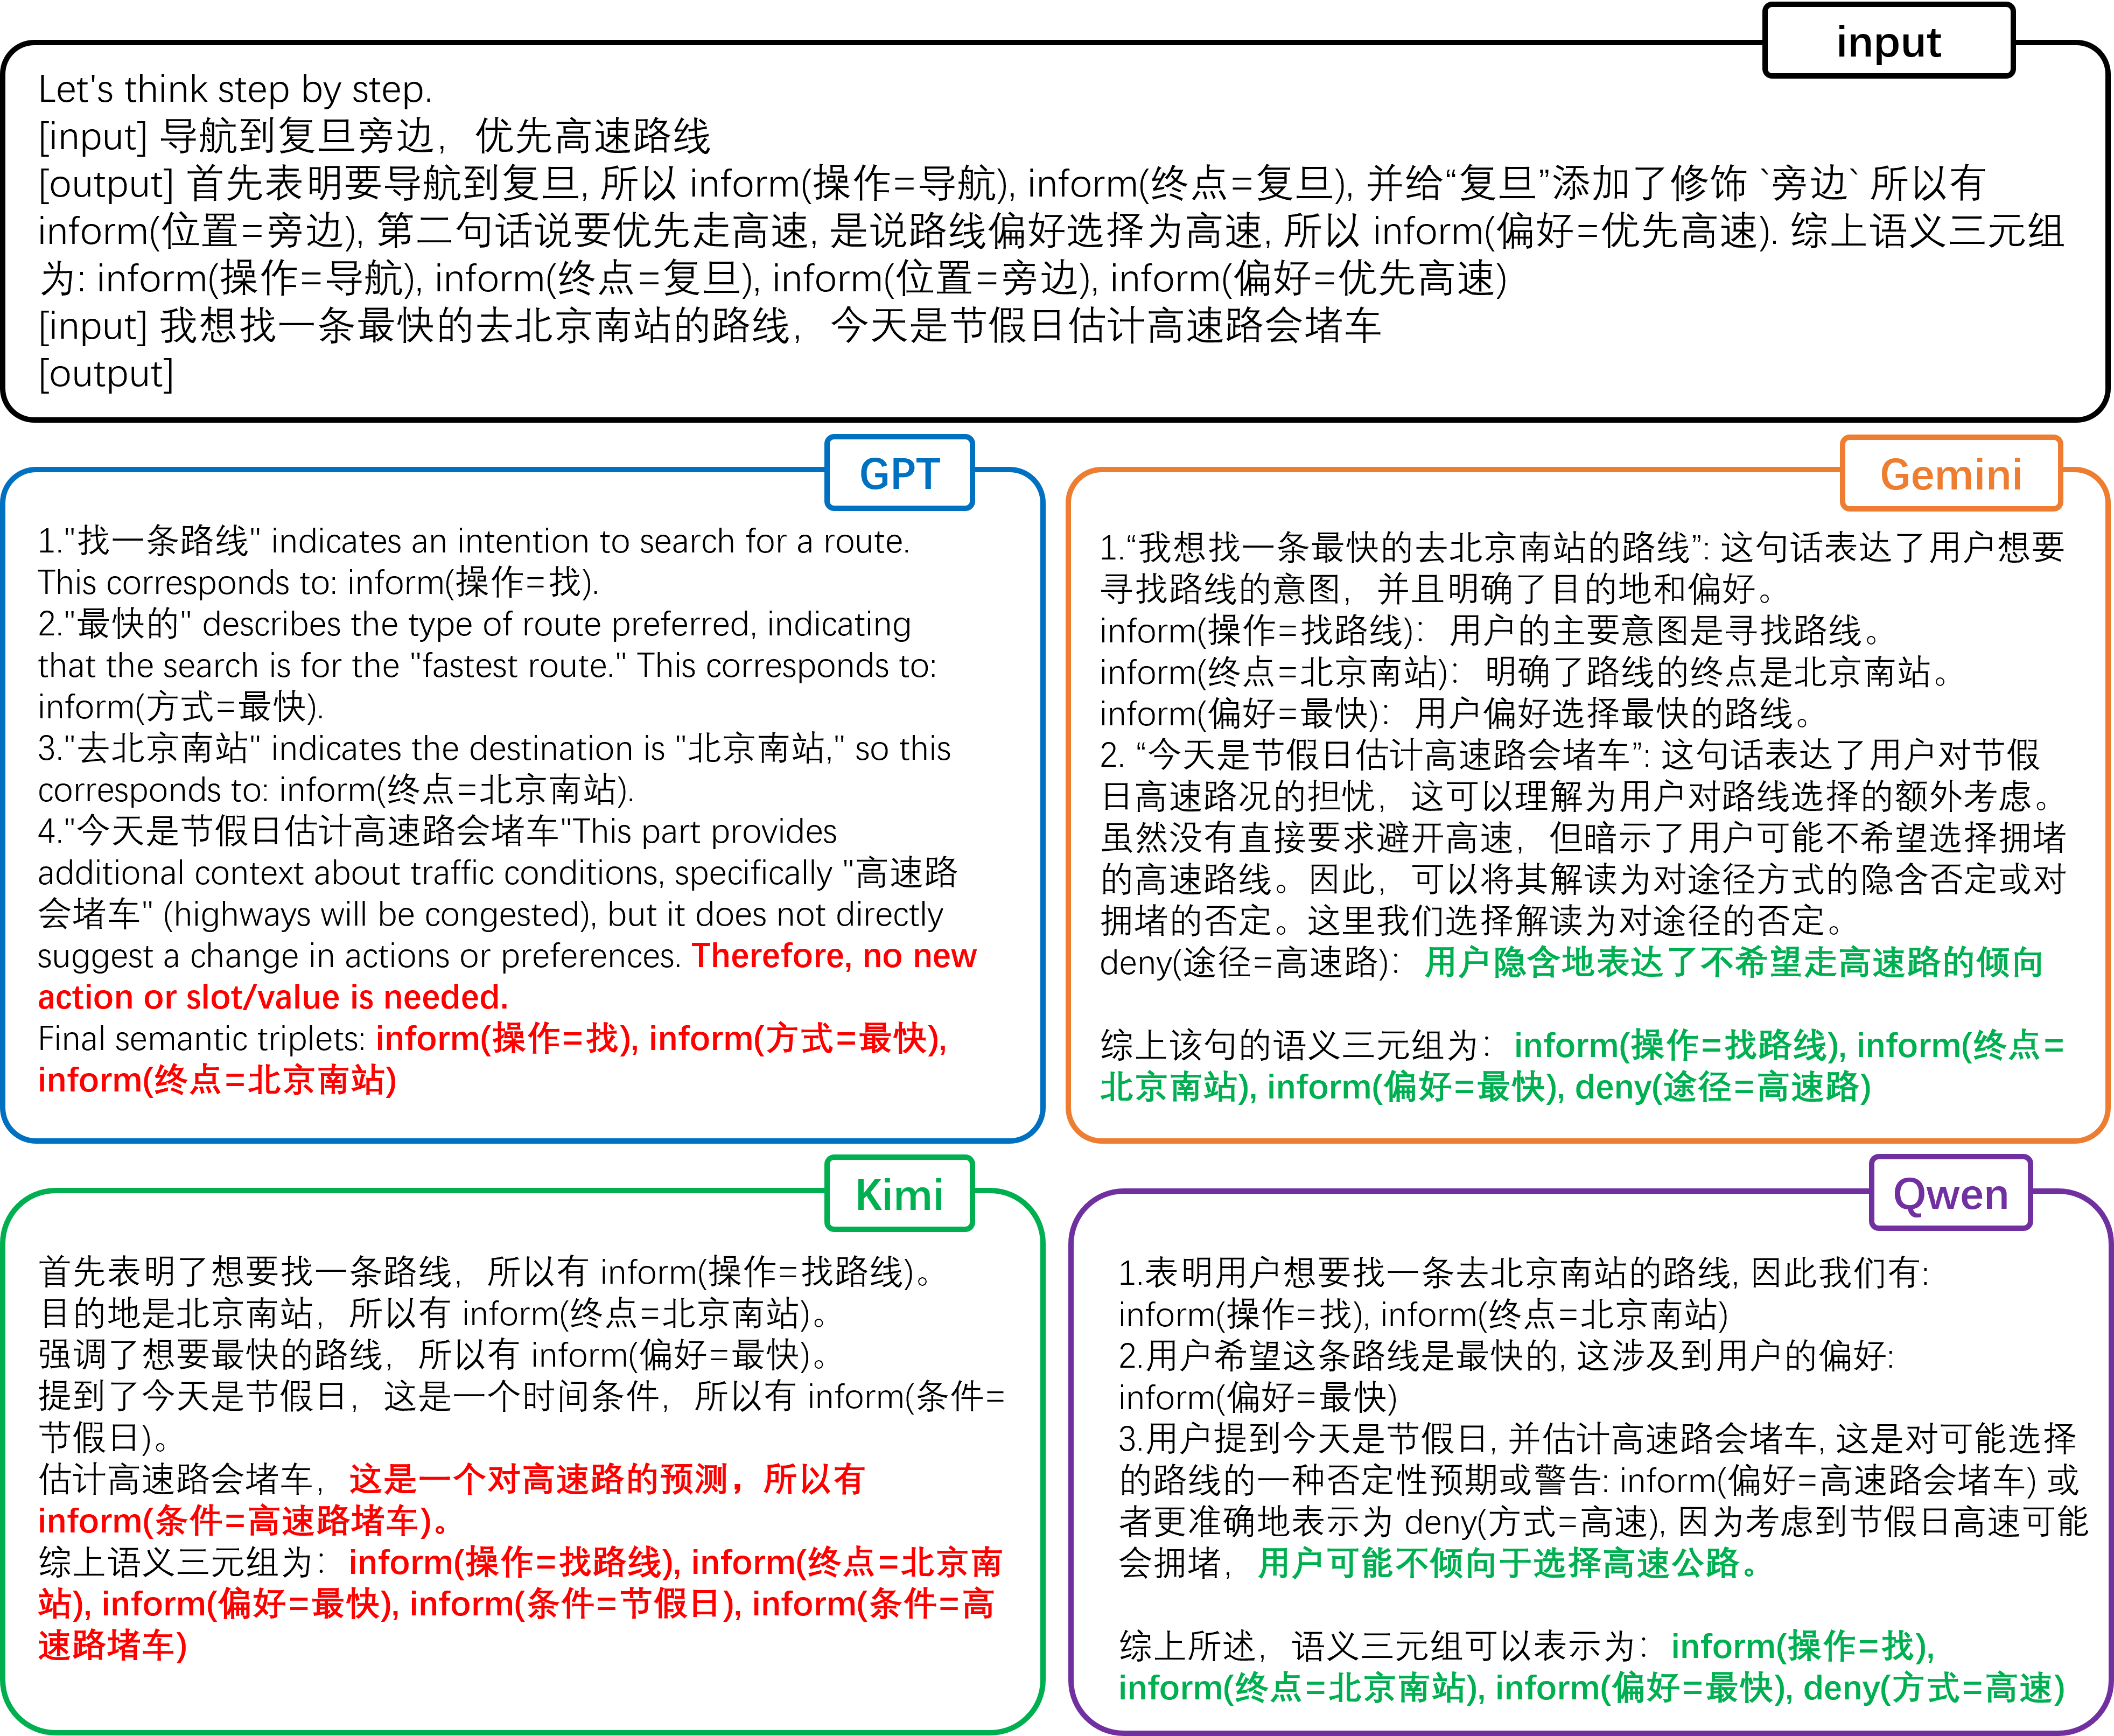 input
Let's think step by step.
[input] 导航到复旦旁边，优先高速路线
[output] 首先表明要导航到复旦, 所以 inform(操作=导航), inform(终点=复旦), 并给“复旦”添加了修饰 `旁边` 所以有
inform(位置=旁边), 第二句话说要优先走高速, 是说路线偏好选择为高速, 所以 inform(偏好=优先高速). 综上语义三元组
为: inform(操作=导航), inform(终点=复旦), inform(位置=旁边), inform(偏好=优先高速)
[input] 我想找一条最快的去北京南站的路线，今天是节假日估计高速路会堵车
[output]
GPT
1."找一条路线" indicates an intention to search for a route.
This corresponds to: inform(操作=找).
2."最快的" describes the type of route preferred, indicating
that the search is for the "fastest route." This corresponds to:
inform(方式=最快).
3."去北京南站" indicates the destination is "北京南站," so this
corresponds to: inform(终点=北京南站).
4."今天是节假日估计高速路会堵车"This part provides
additional context about traffic conditions, specifically "高速路
会堵车" (highways will be congested), but it does not directly
suggest a change in actions or preferences. Therefore, no new
action or slot/value is needed.
Final semantic triplets: inform(操作=找), inform(方式=最快),
inform(终点=北京南站)
Gemini
1.“我想找一条最快的去北京南站的路线”: 这句话表达了用户想要
寻找路线的意图，并且明确了目的地和偏好。
inform(操作=找路线)：用户的主要意图是寻找路线。
inform(终点=北京南站)：明确了路线的终点是北京南站。
inform(偏好=最快)：用户偏好选择最快的路线。
2. “今天是节假日估计高速路会堵车”: 这句话表达了用户对节假
日高速路况的担忧，这可以理解为用户对路线选择的额外考虑。
虽然没有直接要求避开高速，但暗示了用户可能不希望选择拥堵
的高速路线。因此，可以将其解读为对途径方式的隐含否定或对
拥堵的否定。这里我们选择解读为对途径的否定。
deny(途径=高速路)：用户隐含地表达了不希望走高速路的倾向
综上该句的语义三元组为：inform(操作=找路线), inform(终点=
北京南站), inform(偏好=最快), deny(途径=高速路)
Kimi
首先表明了想要找一条路线，所以有 inform(操作=找路线)。
目的地是北京南站，所以有 inform(终点=北京南站)。
强调了想要最快的路线，所以有 inform(偏好=最快)。
提到了今天是节假日，这是一个时间条件，所以有 inform(条件=
节假日)。
估计高速路会堵车，这是一个对高速路的预测，所以有
inform(条件=高速路堵车)。
综上语义三元组为：inform(操作=找路线), inform(终点=北京南
站), inform(偏好=最快), inform(条件=节假日), inform(条件=高
速路堵车)
Qwen
1.表明用户想要找一条去北京南站的路线, 因此我们有:
inform(操作=找), inform(终点=北京南站)
2.用户希望这条路线是最快的, 这涉及到用户的偏好:
inform(偏好=最快)
3.用户提到今天是节假日, 并估计高速路会堵车, 这是对可能选择
的路线的一种否定性预期或警告: inform(偏好=高速路会堵车) 或
者更准确地表示为 deny(方式=高速), 因为考虑到节假日高速可能
会拥堵，用户可能不倾向于选择高速公路。
综上所述，语义三元组可以表示为：inform(操作=找),
inform(终点=北京南站), inform(偏好=最快), deny(方式=高速)